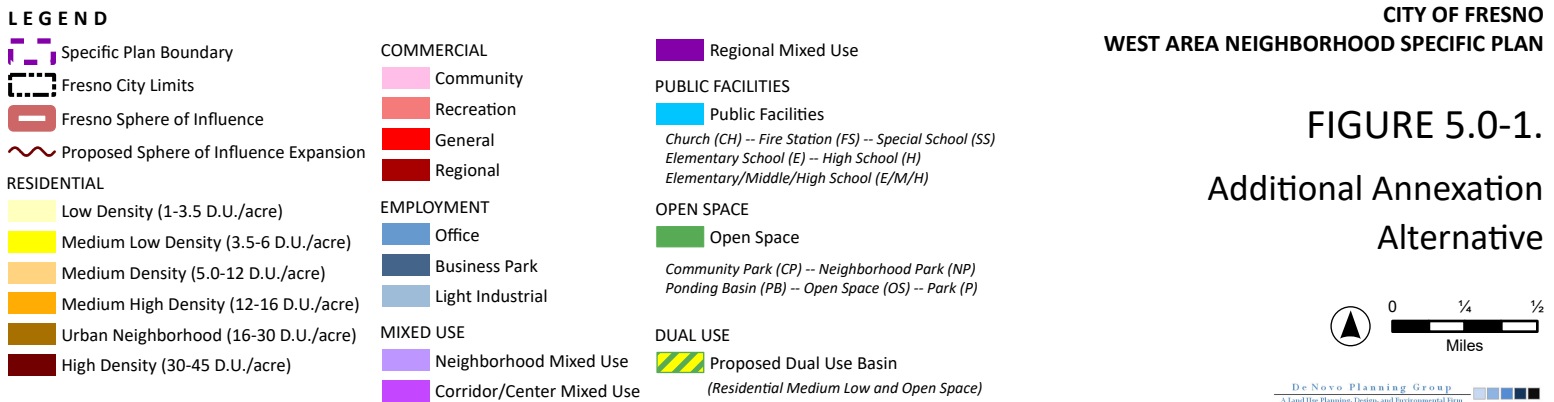 LEGEND
Specific Plan Boundary
Fresno City Limits
Fresno Sphere of Influence
Proposed Sphere of Influence Expansion
RESIDENTIAL
Low Density (1-3.5 D.U./acre)
Medium Low Density (3.5-6 D.U./acre)
Medium Density (5.0-12 D.U./acre)
Medium High Density (12-16 D.U./acre)
Urban Neighborhood (16-30 D.U./acre)
High Density (30-45 D.U./acre)
COMMERCIAL
Community
Recreation
General
Regional
EMPLOYMENT
Office
Business Park
Light Industrial
MIXED USE
Neighborhood Mixed Use
Corridor/Center Mixed Use
Regional Mixed Use
PUBLIC FACILITIES
Public Facilities
Church (CH) -- Fire Station (FS) -- Special School (SS)
Elementary School (E) -- High School (H)
Elementary/Middle/High School (E/M/H)
OPEN SPACE
Open Space
Community Park (CP) -- Neighborhood Park (NP)
Ponding Basin (PB) -- Open Space (OS) -- Park (P)
DUAL USE
Proposed Dual Use Basin
(Residential Medium Low and Open Space)
CITY OF FRESNO
WEST AREA NEIGHBORHOOD SPECIFIC PLAN
FIGURE 5.0-1.
Additional Annexation
Alternative
0 ¼ ½
Miles
De Novo Planning Group
A Land Use Planning, Design, and Environmental Firm